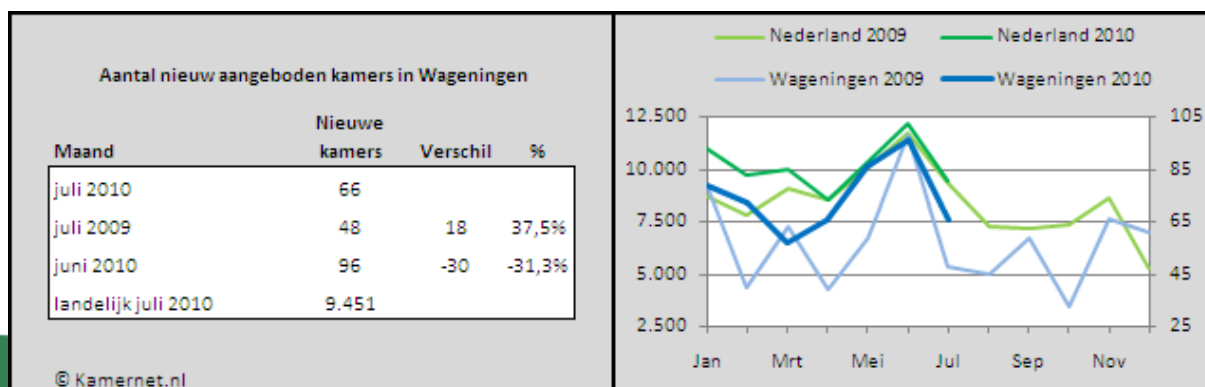 Aantal nieuw aangeboden kamers in Wageningen
Nieuwe
Maand kamers Verschil %
juli 2010 66
juli 2009 48 18 37,5%
juni 2010 96 -30 -31,3%
landelijk juli 2010 9.451
© Kamernet.nl
Nederland 2009 Nederland 2010
Wageningen 2009 Wageningen 2010
12.500 105
10.000 85
7.500 65
5.000 45
2.500 25
Jan Mrt Mei Jul Sep Nov